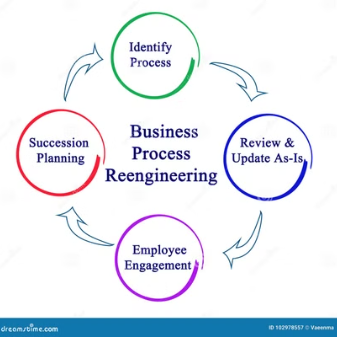 Identify
Process
Business
Process
Reengineering
Review &
Update As-Is
Employee
Engagement
Succession
Planning
dreamstime.com
ID 102978557 © Vaeenma